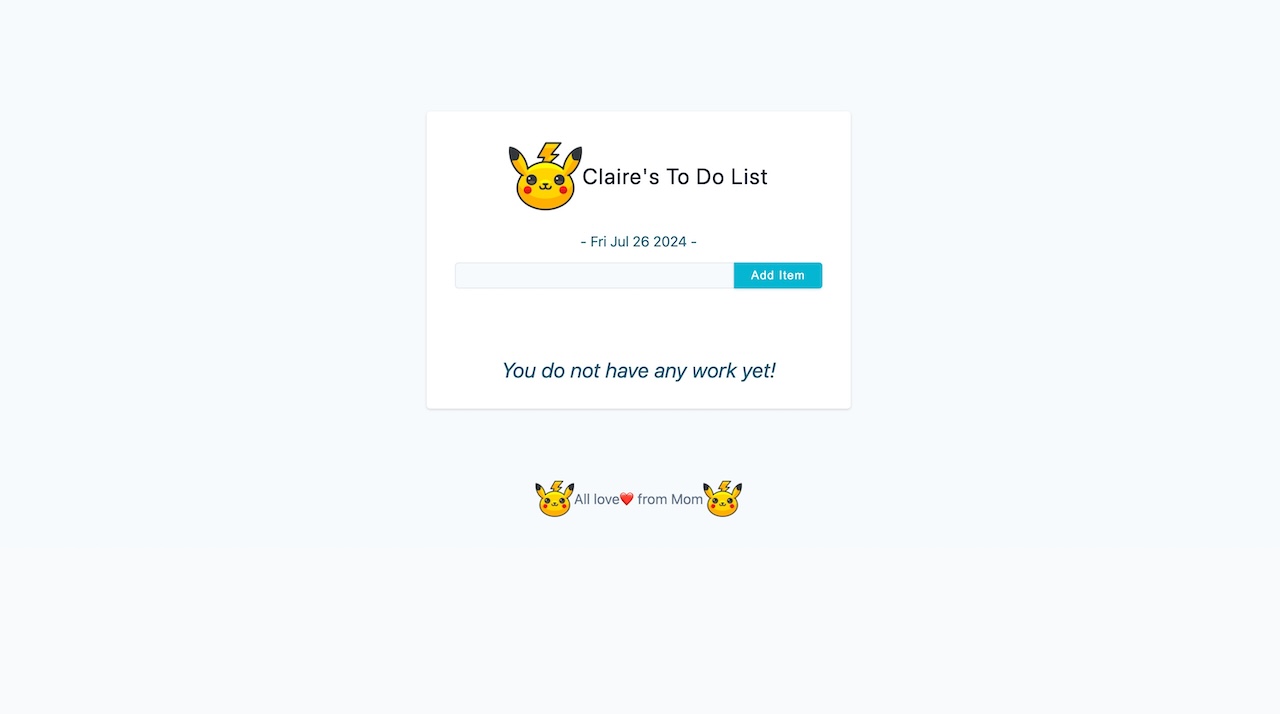 Claire's To Do List
- Fri Jul 26 2024 -
Add Item
You do not have any work yet!
All love❤️ from Mom